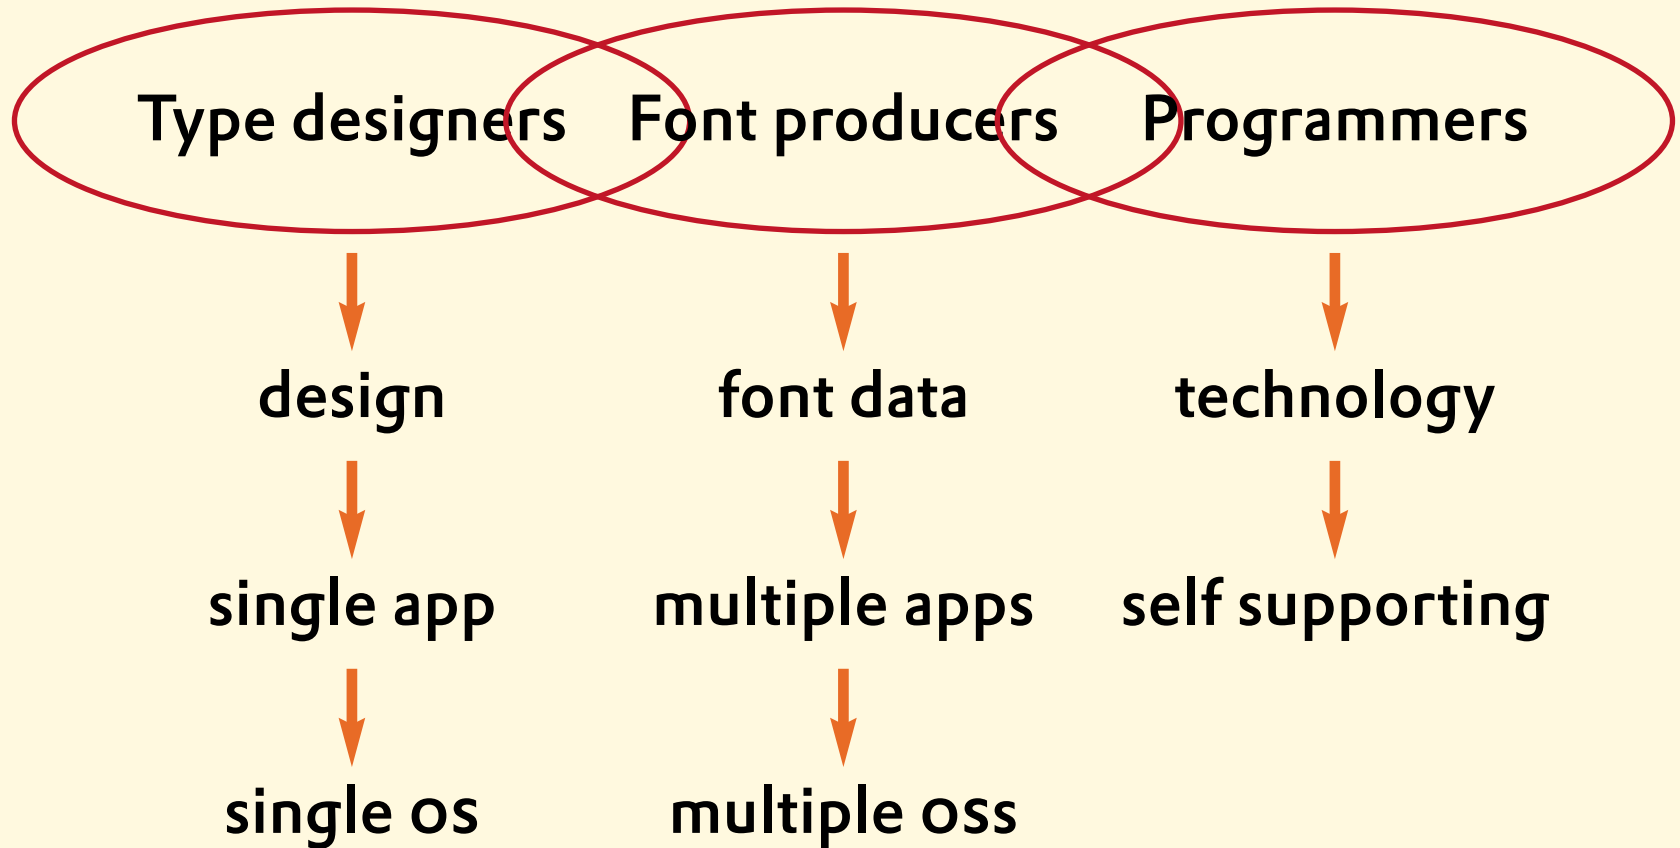 Type designers Font producers Programmers
design font data technology
single app multiple apps self supporting
single OS multiple OSs